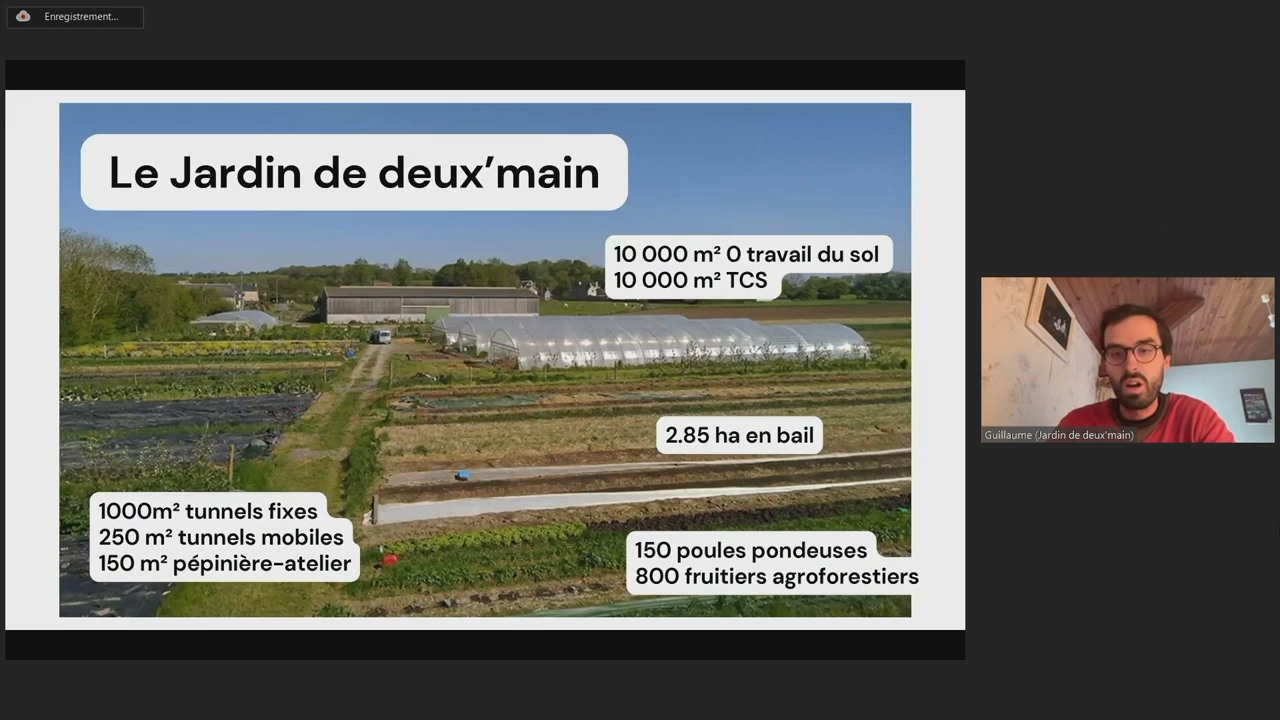 Enregistrement...
Le Jardin de deux’main
10 000 m² 0 travail du sol
10 000 m² TCS
2.85 ha en bail
1000m² tunnels fixes
250 m² tunnels mobiles
150 m² pépinière-atelier
150 poules pondeuses
800 fruitiers agroforestiers
Guillaume (Jardin de deux'main)